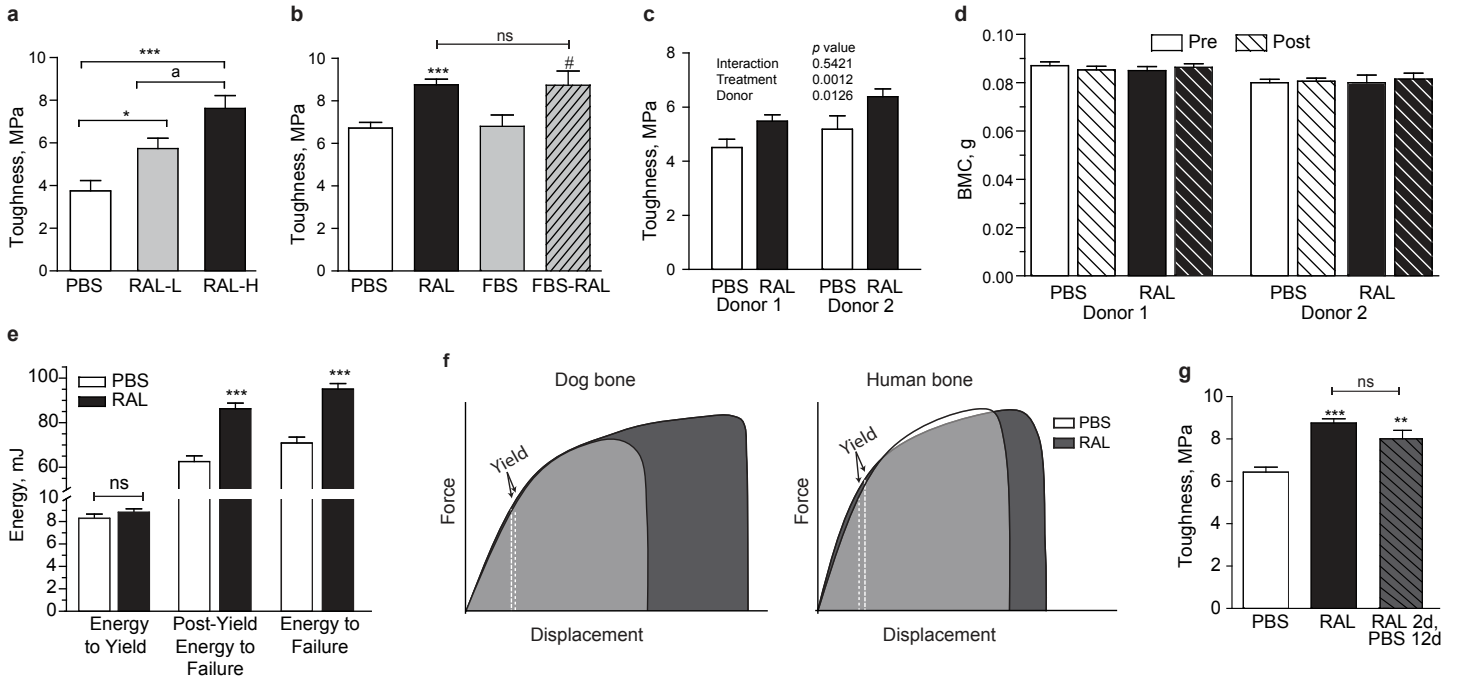 a
Toughness, MPa
10
8
6
4
2
0
***
a
*
PBS RAL-L RAL-H
b
Toughness, MPa
10
8
6
4
2
0
ns
***
#
PBS RAL FBS FBS-RAL
c
Toughness, MPa
8
6
4
2
0
p value
Interaction 0.5421
Treatment 0.0012
Donor 0.0126
PBS RAL PBS RAL
Donor 1 Donor 2
d
BMC, g
0.10
0.08
0.06
0.04
0.02
0.00
Pre Post
PBS RAL PBS RAL
Donor 1 Donor 2
e
Energy, mJ
100
80
60
10
8
6
4
2
0
PBS
RAL
ns
***
***
Energy
to Yield
Post-Yield
Energy to
Failure
Energy to
Failure
f
Dog bone
Force
Yield
Displacement
Human bone
Force
Yield
PBS
RAL
Displacement
g
Toughness, MPa
10
8
6
4
2
0
ns
***
**
PBS RAL RAL 2d,
PBS 12d